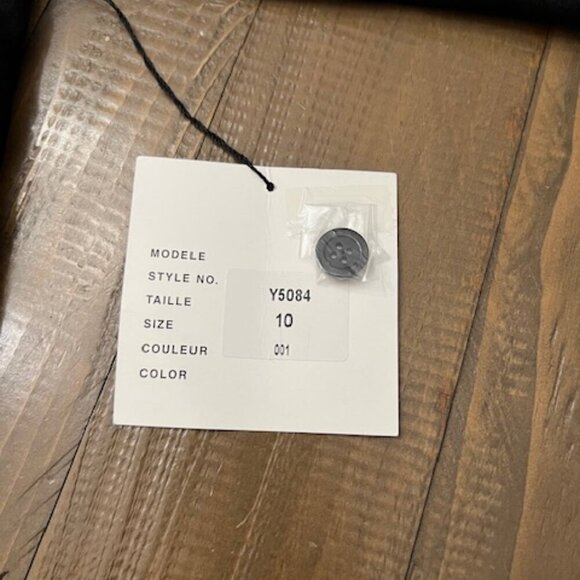 MODELE
STYLE NO. Y5084
TAILLE
SIZE 10
COULEUR 001
COLOR